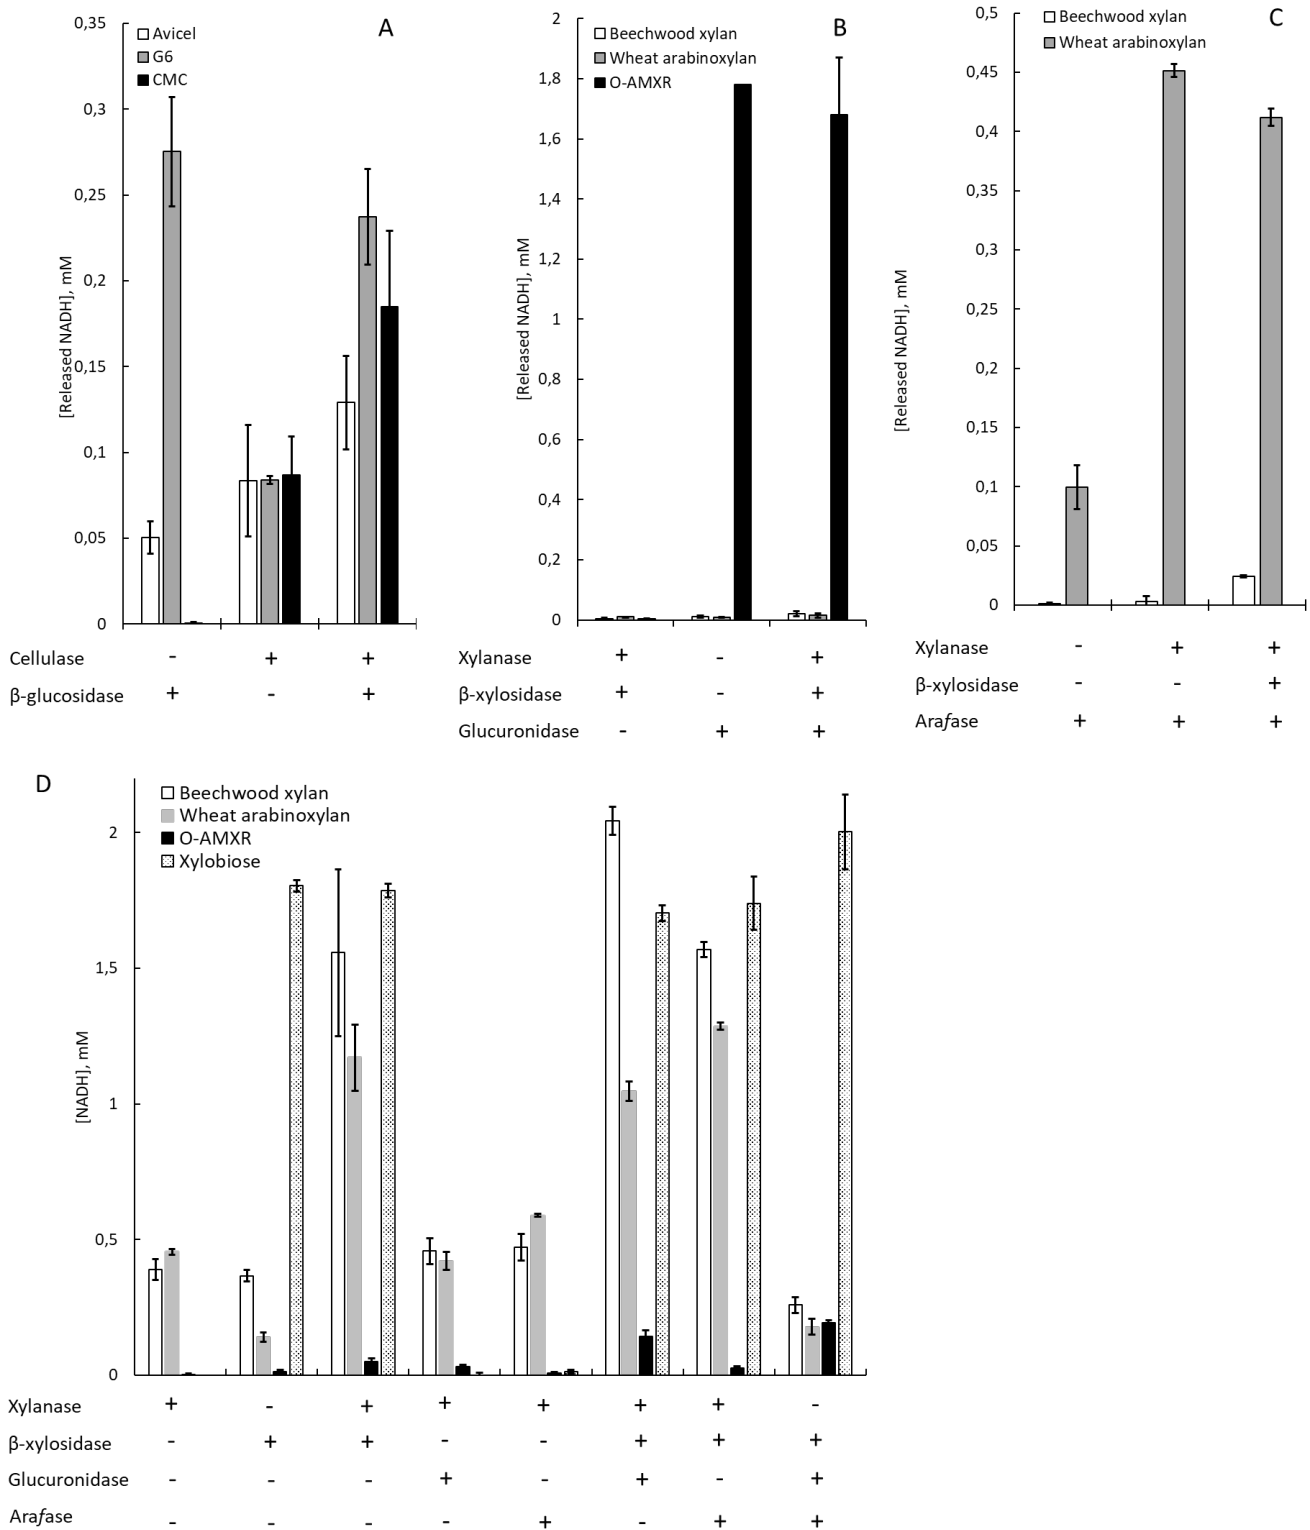 A
Avicel
G6
CMC
0,35
0,3
0,25
0,2
0,15
0,1
0,05
0
[Released NADH], mM
Cellulase - + +
β-glucosidase + - +
B
Beechwood xylan
Wheat arabinoxylan
O-AMXR
2
1,8
1,6
1,4
1,2
1
0,8
0,6
0,4
0,2
0
[Released NADH], mM
Xylanase + - +
β-xylosidase + - +
Glucuronidase - + +
C
Beechwood xylan
Wheat arabinoxylan
0,5
0,45
0,4
0,35
0,3
0,25
0,2
0,15
0,1
0,05
0
[Released NADH], mM
Xylanase - + +
β-xylosidase - - +
Arafase + + +
D
Beechwood xylan
Wheat arabinoxylan
O-AMXR
Xylobiose
2
1,5
1
0,5
0
[NADH], mM
Xylanase + - + + + + + -
β-xylosidase - + + - - + + +
Glucuronidase - - - + - + - +
Arafase - - - - + - + +